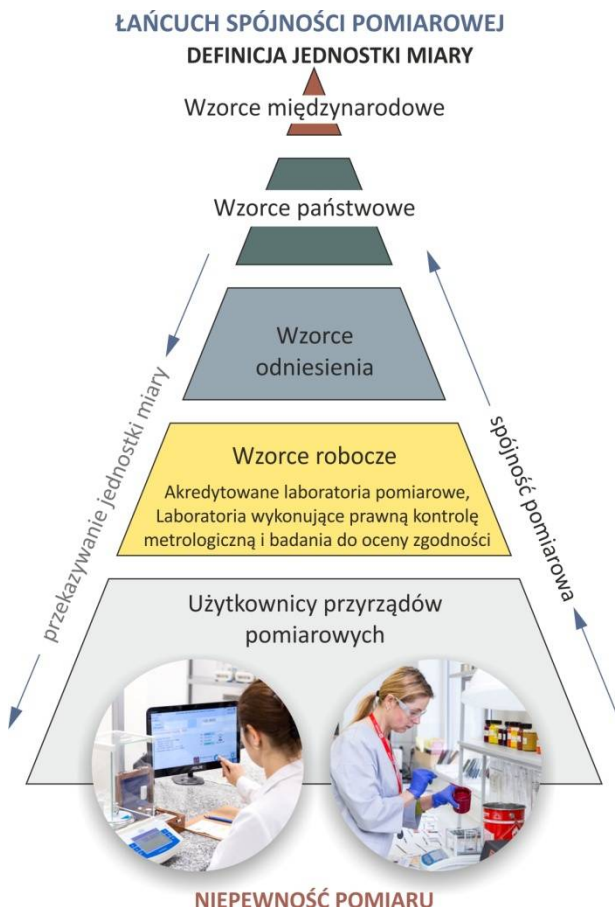 ŁAŃCUCH SPÓJNOŚCI POMIAROWEJ
DEFINICJA JEDNOSTKI MIARY
Wzorce międzynarodowe
Wzorce państwowe
Wzorce
odniesienia
Wzorce robocze
Akredytowane laboratoria pomiarowe,
Laboratoria wykonujące prawną kontrolę
metrologiczną i badania do oceny zgodności
Użytkownicy przyrządów
pomiarowych
przekazywanie jednostki miary
spójność pomiarowa
NIEPEWNOŚĆ POMIARU